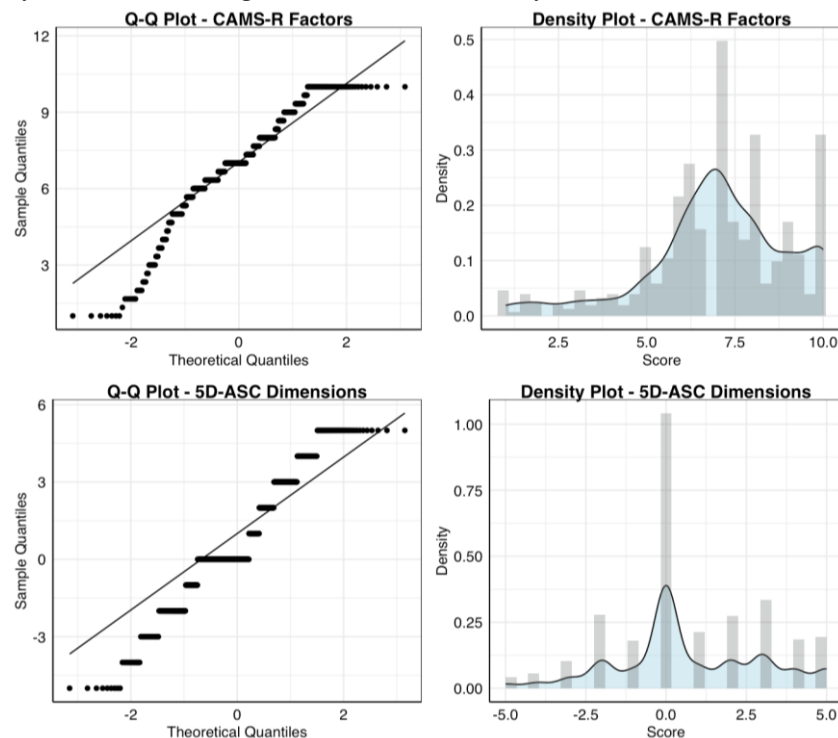 Q-Q Plot - CAMS-R Factors
12
9
6
3
Sample Quantiles
-2 0 2
Theoretical Quantiles
Density Plot - CAMS-R Factors
0.5
0.4
0.3
0.2
0.1
0.0
Density
2.5 5.0 7.5 10.0
Score
Q-Q Plot - 5D-ASC Dimensions
6
3
0
-3
Sample Quantiles
-2 0 2
Theoretical Quantiles
Density Plot - 5D-ASC Dimensions
1.00
0.75
0.50
0.25
0.00
Density
-5.0 -2.5 0.0 2.5 5.0
Score